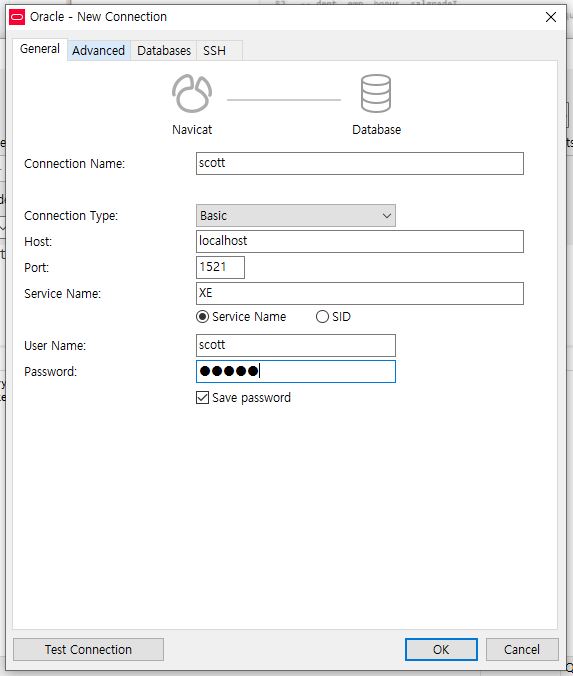 Oracle - New Connection
General Advanced Databases SSH
Navicat Database
Connection Name: scott
Connection Type: Basic
Host: localhost
Port: 1521
Service Name: XE
Service Name SID
User Name: scott
Password: ●●●●●
Save password
Test Connection OK Cancel